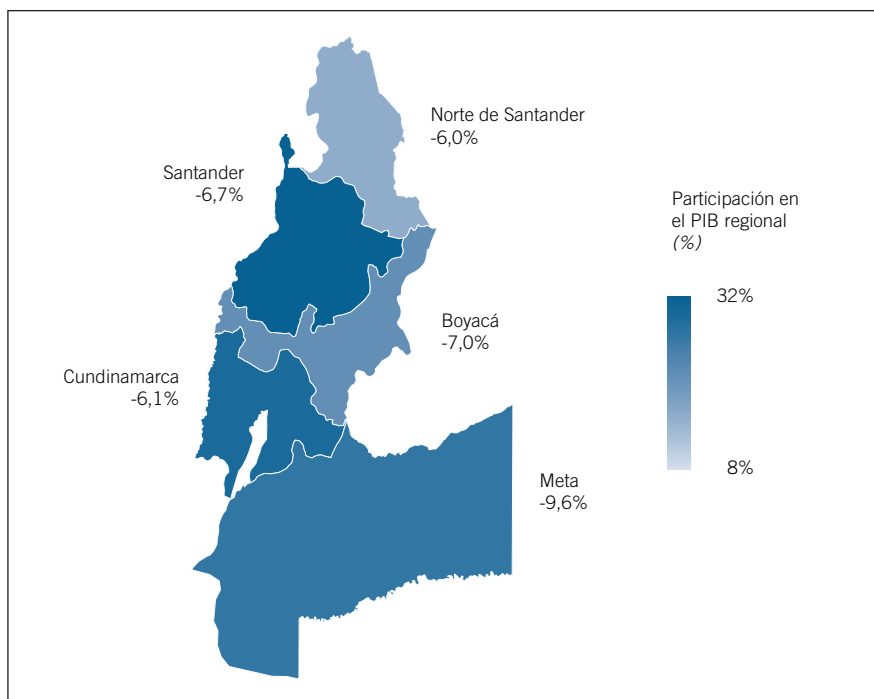 Norte de Santander
-6,0%
Santander
-6,7%
Participación en
el PIB regional
(%)
32%
Boyacá
-7,0%
Cundinamarca
-6,1%
8%
Meta
-9,6%